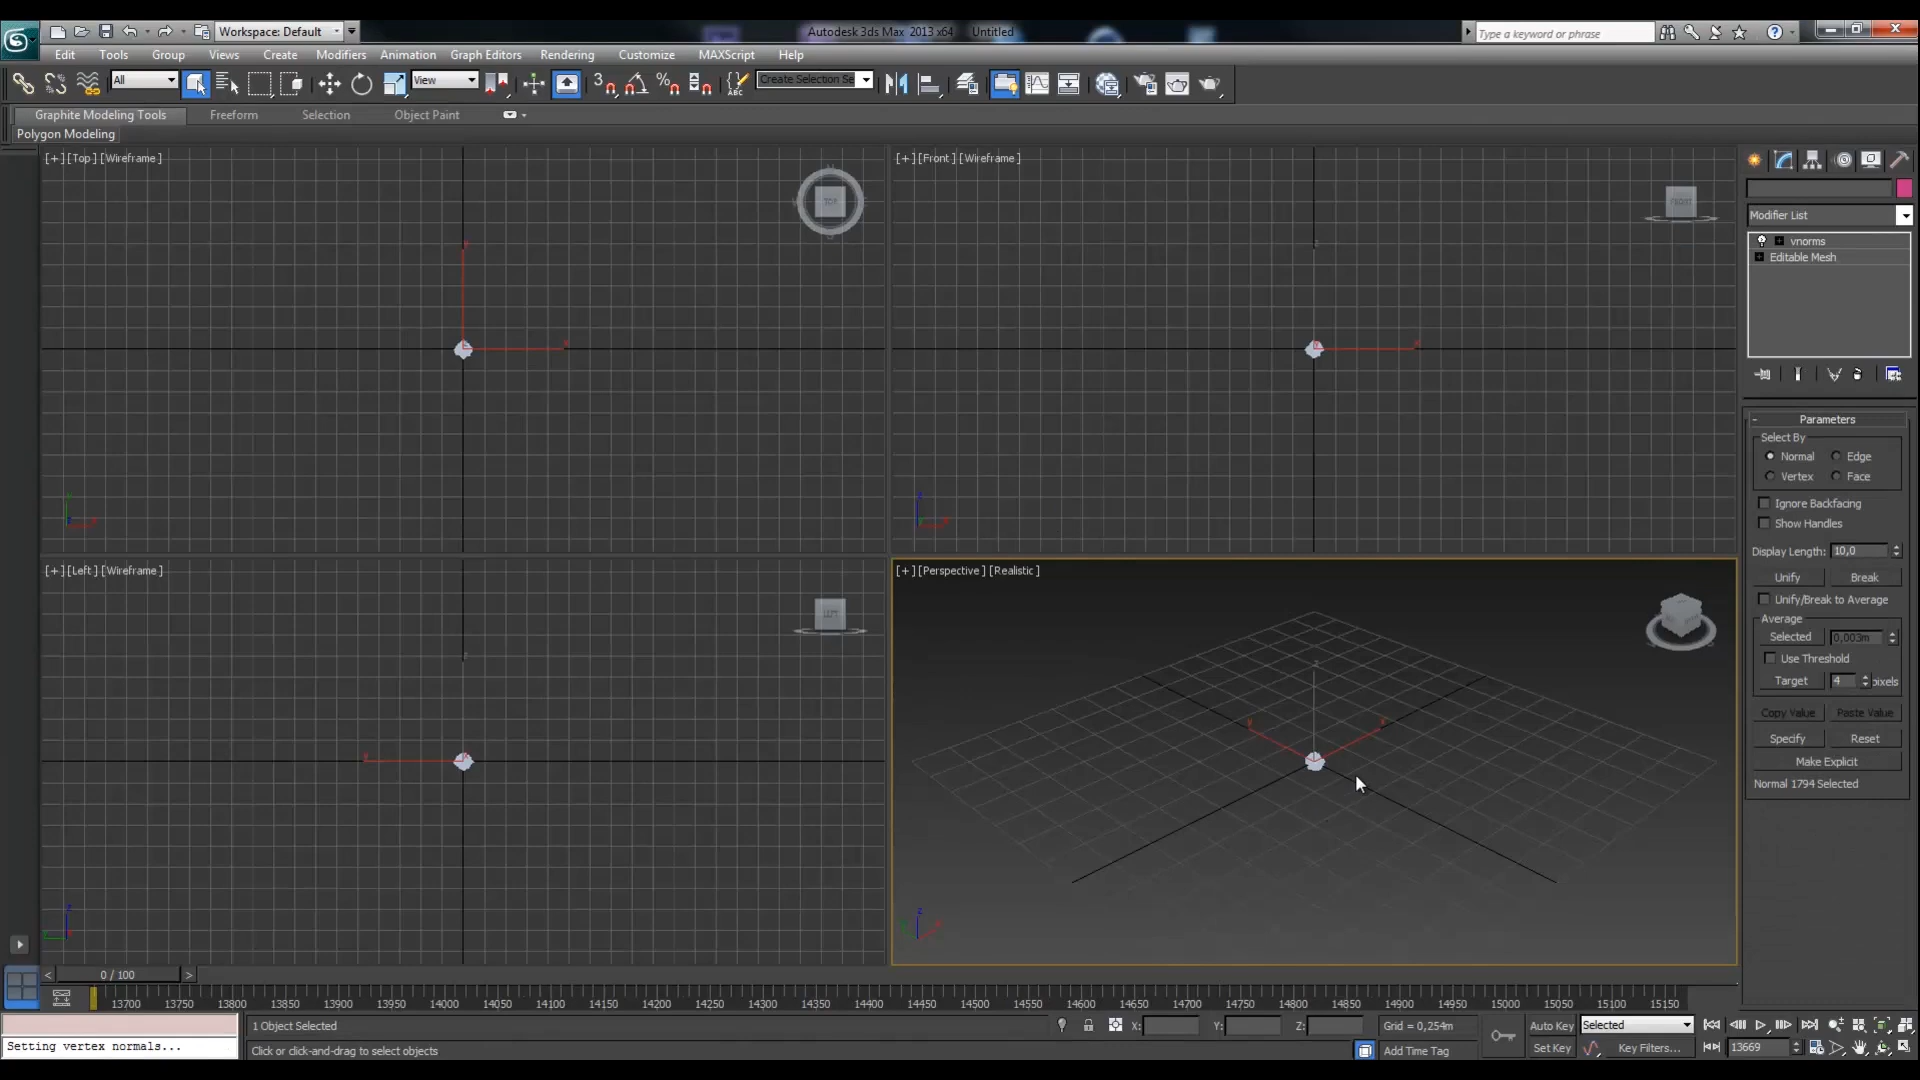 Workspace: Default
Autodesk 3ds Max 2013 x64 Untitled
Type a keyword or phrase
Edit Tools Group Views Create Modifiers Animation Graph Editors Rendering Customize MAXScript Help
All
View
Create Selection Se
Graphite Modeling Tools Freeform Selection Object Paint
Polygon Modeling
[+] [Top] [Wireframe]
TOP
[+] [Front] [Wireframe]
FRONT
Modifier List
vnorms
Editable Mesh
Parameters
Select By
Normal Edge
Vertex Face
Ignore Backfacing
Show Handles
Display Length: 10,0
Unify Break
Unify/Break to Average
Average
Selected 0,003m
Use Threshold
Target 4 pixels
Copy Value Paste Value
Specify Reset
Make Explicit
Normal 1794 Selected
[+] [Left] [Wireframe]
LEFT
[+] [Perspective] [Realistic]
< 0 / 100 >
13700 13750 13800 13850 13900 13950 14000 14050 14100 14150 14200 14250 14300 14350 14400 14450 14500 14550 14600 14650 14700 14750 14800 14850 14900 14950 15000 15050 15100 15150
1 Object Selected
X: Y: Z: Grid = 0,254m
Auto Key Selected
Setting vertex normals...
Click or click-and-drag to select objects
Add Time Tag
Set Key Key Filters...
13669